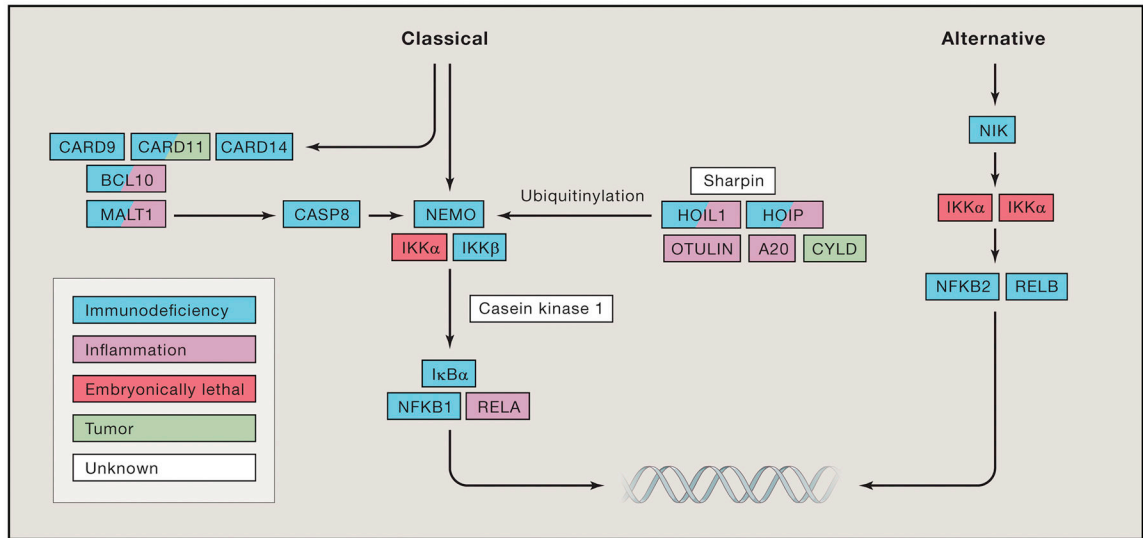 Classical
Alternative
CARD9 CARD11 CARD14
BCL10
MALT1
CASP8
NEMO
IKKα IKKβ
Ubiquitinylation
Sharpin
HOIL1 HOIP
OTULIN A20 CYLD
NIK
IKKα IKKα
NFKB2 RELB
Casein kinase 1
IκBα
NFKB1 RELA
Immunodeficiency
Inflammation
Embryonically lethal
Tumor
Unknown